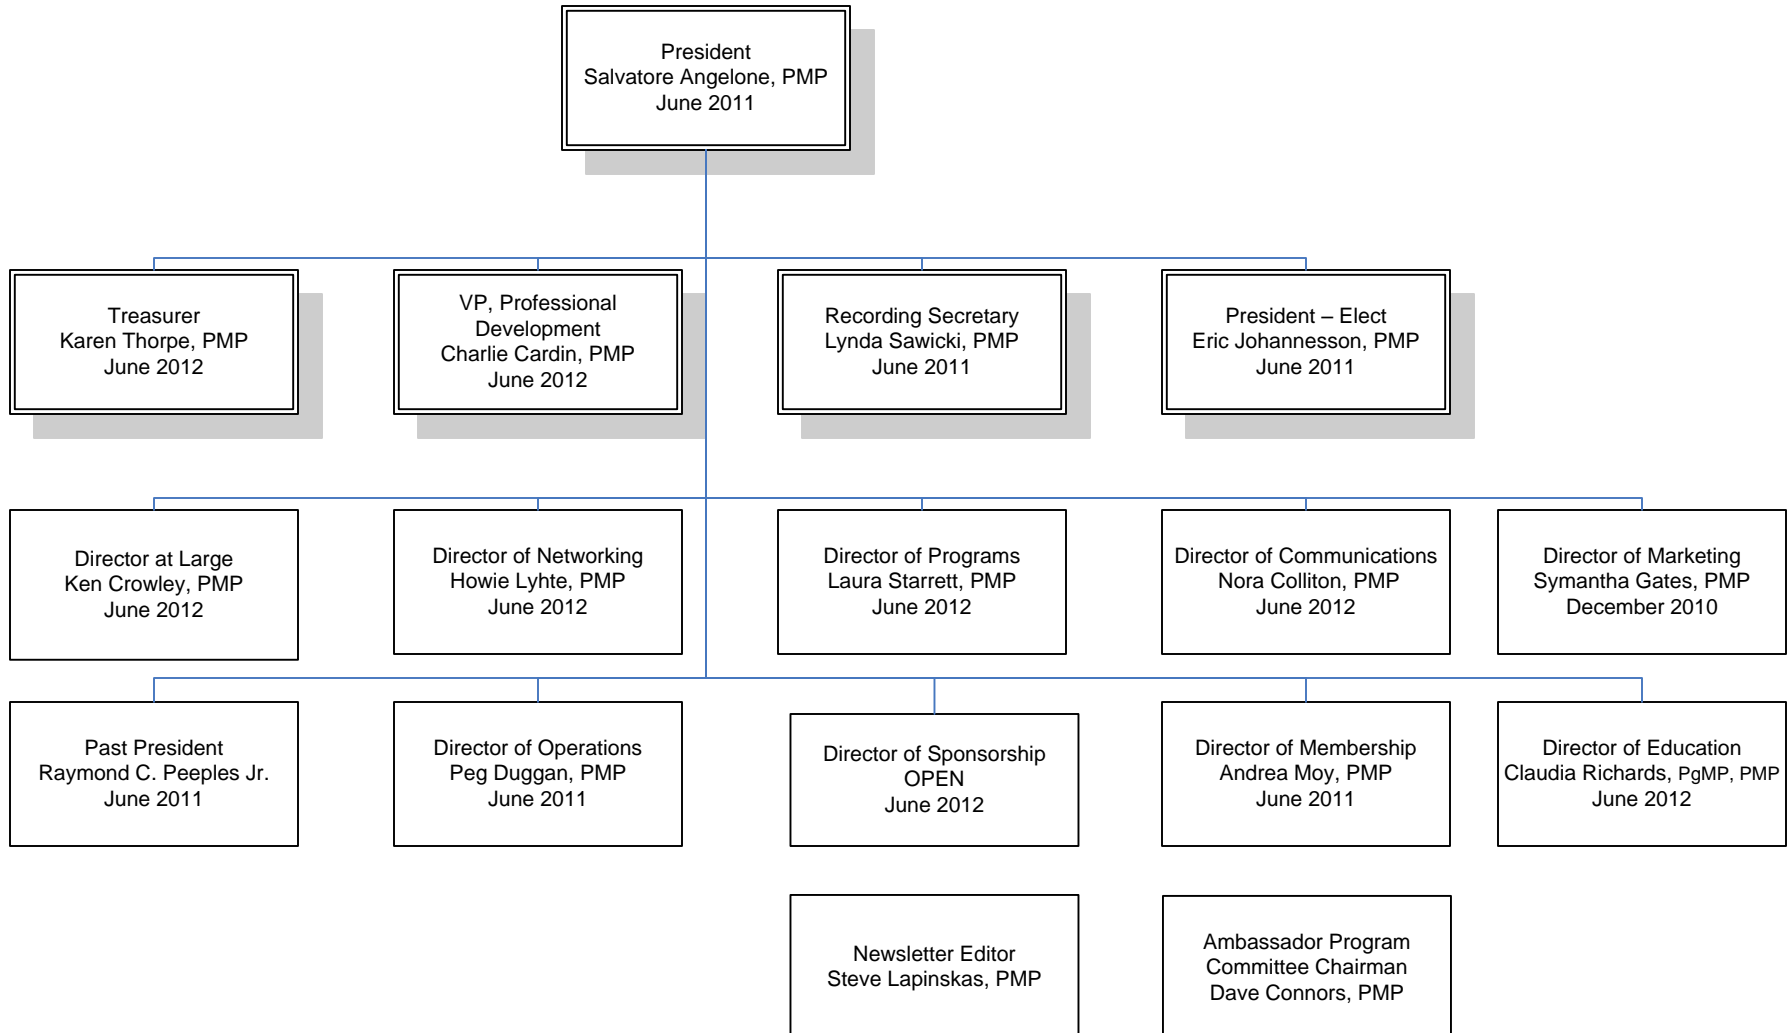 President
Salvatore Angelone, PMP
June 2011
Treasurer
Karen Thorpe, PMP
June 2012
VP, Professional
Development
Charlie Cardin, PMP
June 2012
Recording Secretary
Lynda Sawicki, PMP
June 2011
President – Elect
Eric Johannesson, PMP
June 2011
Director at Large
Ken Crowley, PMP
June 2012
Director of Networking
Howie Lyhte, PMP
June 2012
Director of Programs
Laura Starrett, PMP
June 2012
Director of Communications
Nora Colliton, PMP
June 2012
Director of Marketing
Symantha Gates, PMP
December 2010
Past President
Raymond C. Peeples Jr.
June 2011
Director of Operations
Peg Duggan, PMP
June 2011
Director of Sponsorship
OPEN
June 2012
Director of Membership
Andrea Moy, PMP
June 2011
Director of Education
Claudia Richards, PgMP, PMP
June 2012
Newsletter Editor
Steve Lapinskas, PMP
Ambassador Program
Committee Chairman
Dave Connors, PMP